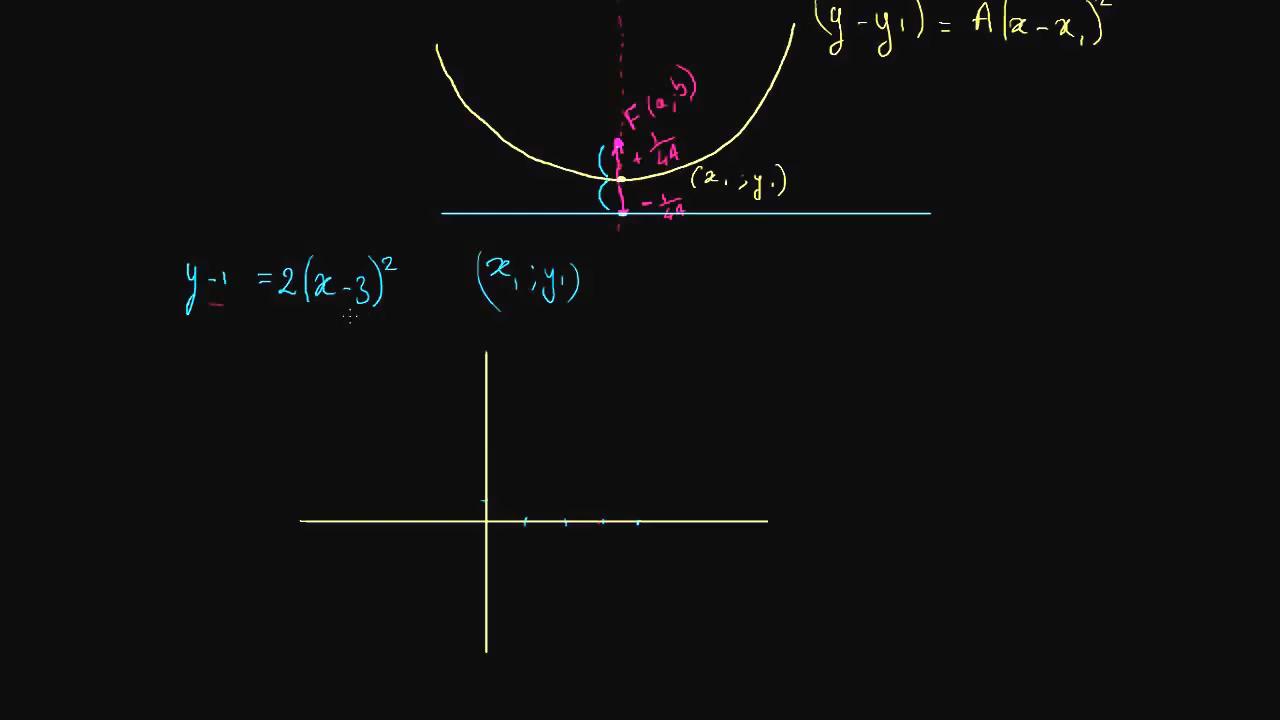 (y - y₁) = A(x - x₁)²
F(a, b)
+ 1/4A
(x₁ ; y₁)
- 1/4A
y - 1 = 2(x - 3)² (x₁ ; y₁)